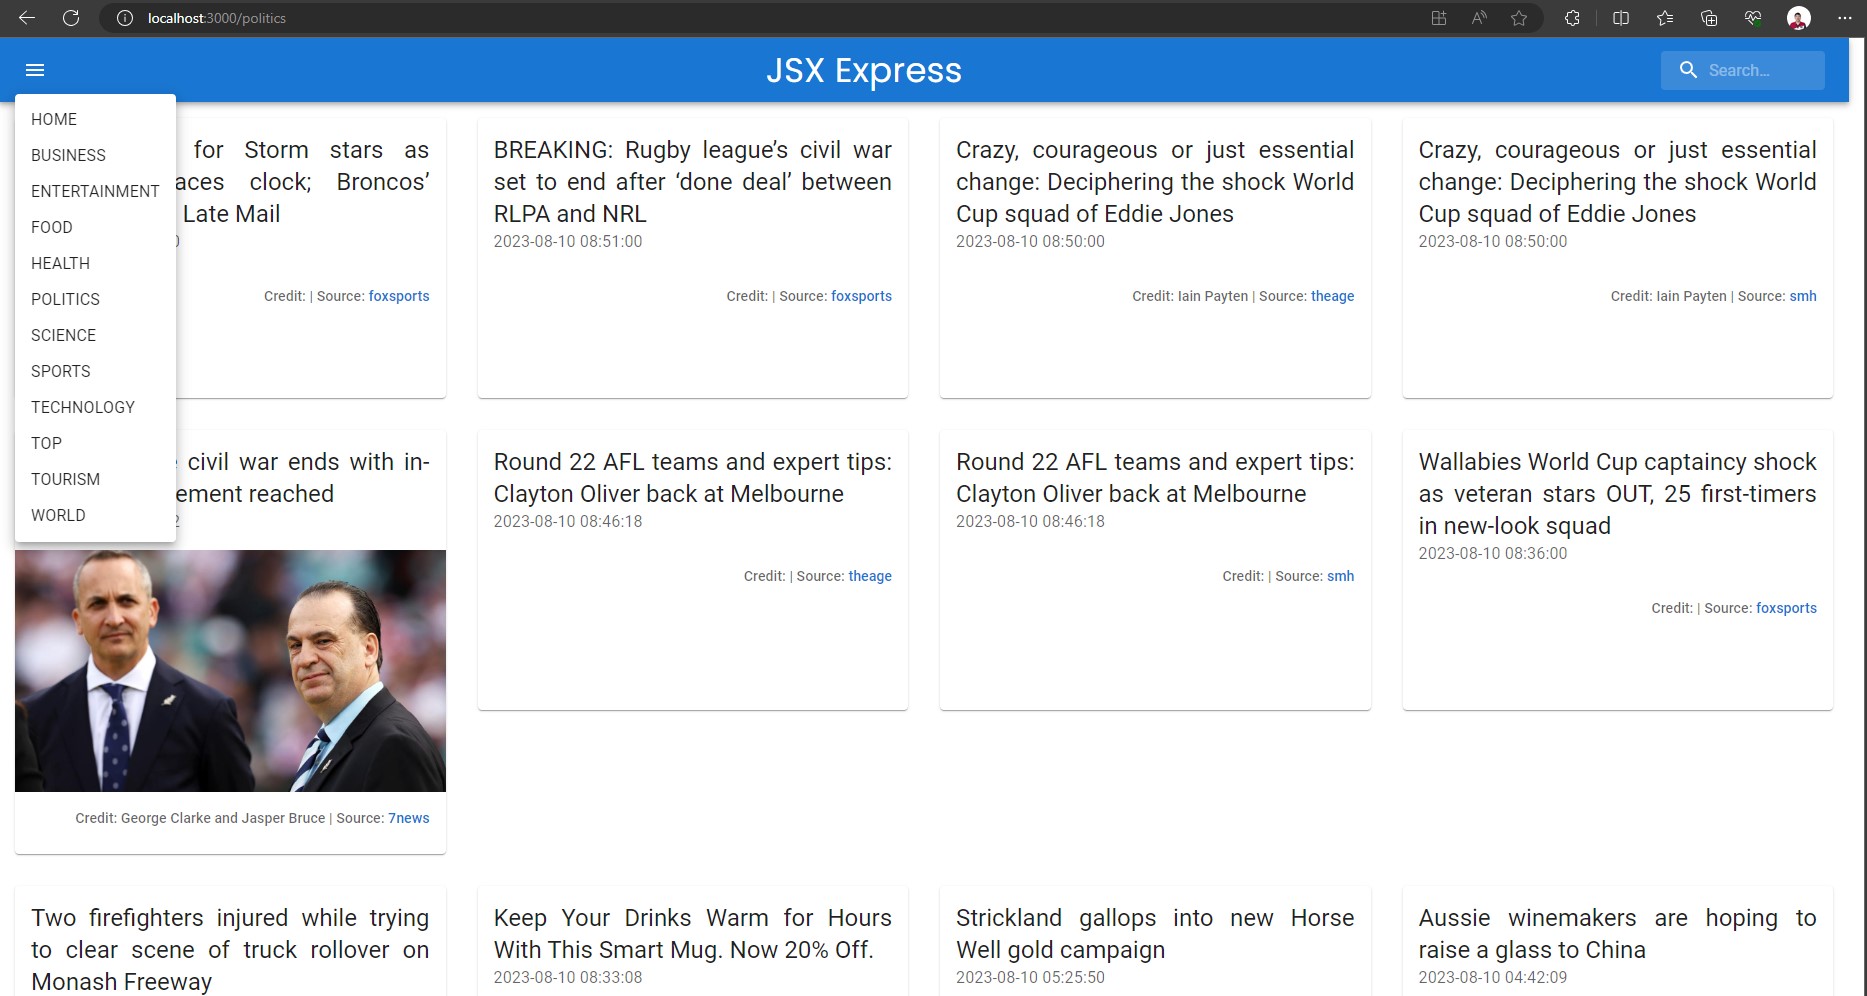 localhost:3000/politics
JSX Express
Search...
HOME
BUSINESS
ENTERTAINMENT
FOOD
HEALTH
POLITICS
SCIENCE
SPORTS
TECHNOLOGY
TOP
TOURISM
WORLD
for Storm stars as
clock; Broncos’
Late Mail
Credit: | Source: foxsports
BREAKING: Rugby league’s civil war
set to end after ‘done deal’ between
RLPA and NRL
2023-08-10 08:51:00
Credit: | Source: foxsports
Crazy, courageous or just essential
change: Deciphering the shock World
Cup squad of Eddie Jones
2023-08-10 08:50:00
Credit: Iain Payten | Source: theage
Crazy, courageous or just essential
change: Deciphering the shock World
Cup squad of Eddie Jones
2023-08-10 08:50:00
Credit: Iain Payten | Source: smh
civil war ends with in-
reached
Credit: George Clarke and Jasper Bruce | Source: 7news
Round 22 AFL teams and expert tips:
Clayton Oliver back at Melbourne
2023-08-10 08:46:18
Credit: | Source: theage
Round 22 AFL teams and expert tips:
Clayton Oliver back at Melbourne
2023-08-10 08:46:18
Credit: | Source: smh
Wallabies World Cup captaincy shock
as veteran stars OUT, 25 first-timers
in new-look squad
2023-08-10 08:36:00
Credit: | Source: foxsports
Two firefighters injured while trying
to clear scene of truck rollover on
Monash Freeway
Keep Your Drinks Warm for Hours
With This Smart Mug. Now 20% Off.
2023-08-10 08:33:08
Strickland gallops into new Horse
Well gold campaign
2023-08-10 05:25:50
Aussie winemakers are hoping to
raise a glass to China
2023-08-10 04:42:09